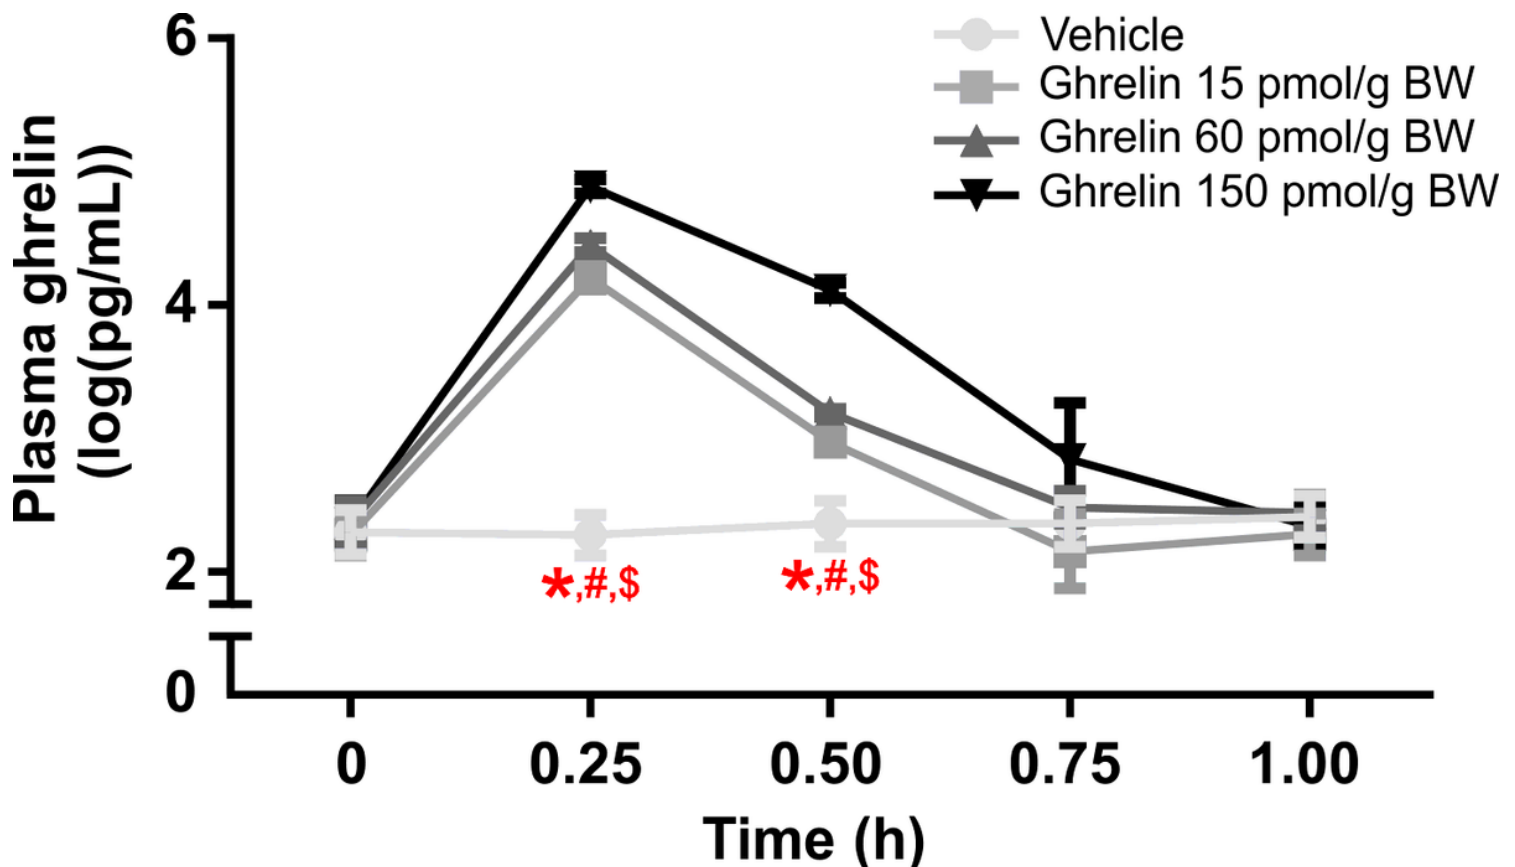 Plasma ghrelin
(log(pg/mL))
6
4
2
0
Vehicle
Ghrelin 15 pmol/g BW
Ghrelin 60 pmol/g BW
Ghrelin 150 pmol/g BW
*,#,$
*,#,$
0
0.25
0.50
0.75
1.00
Time (h)